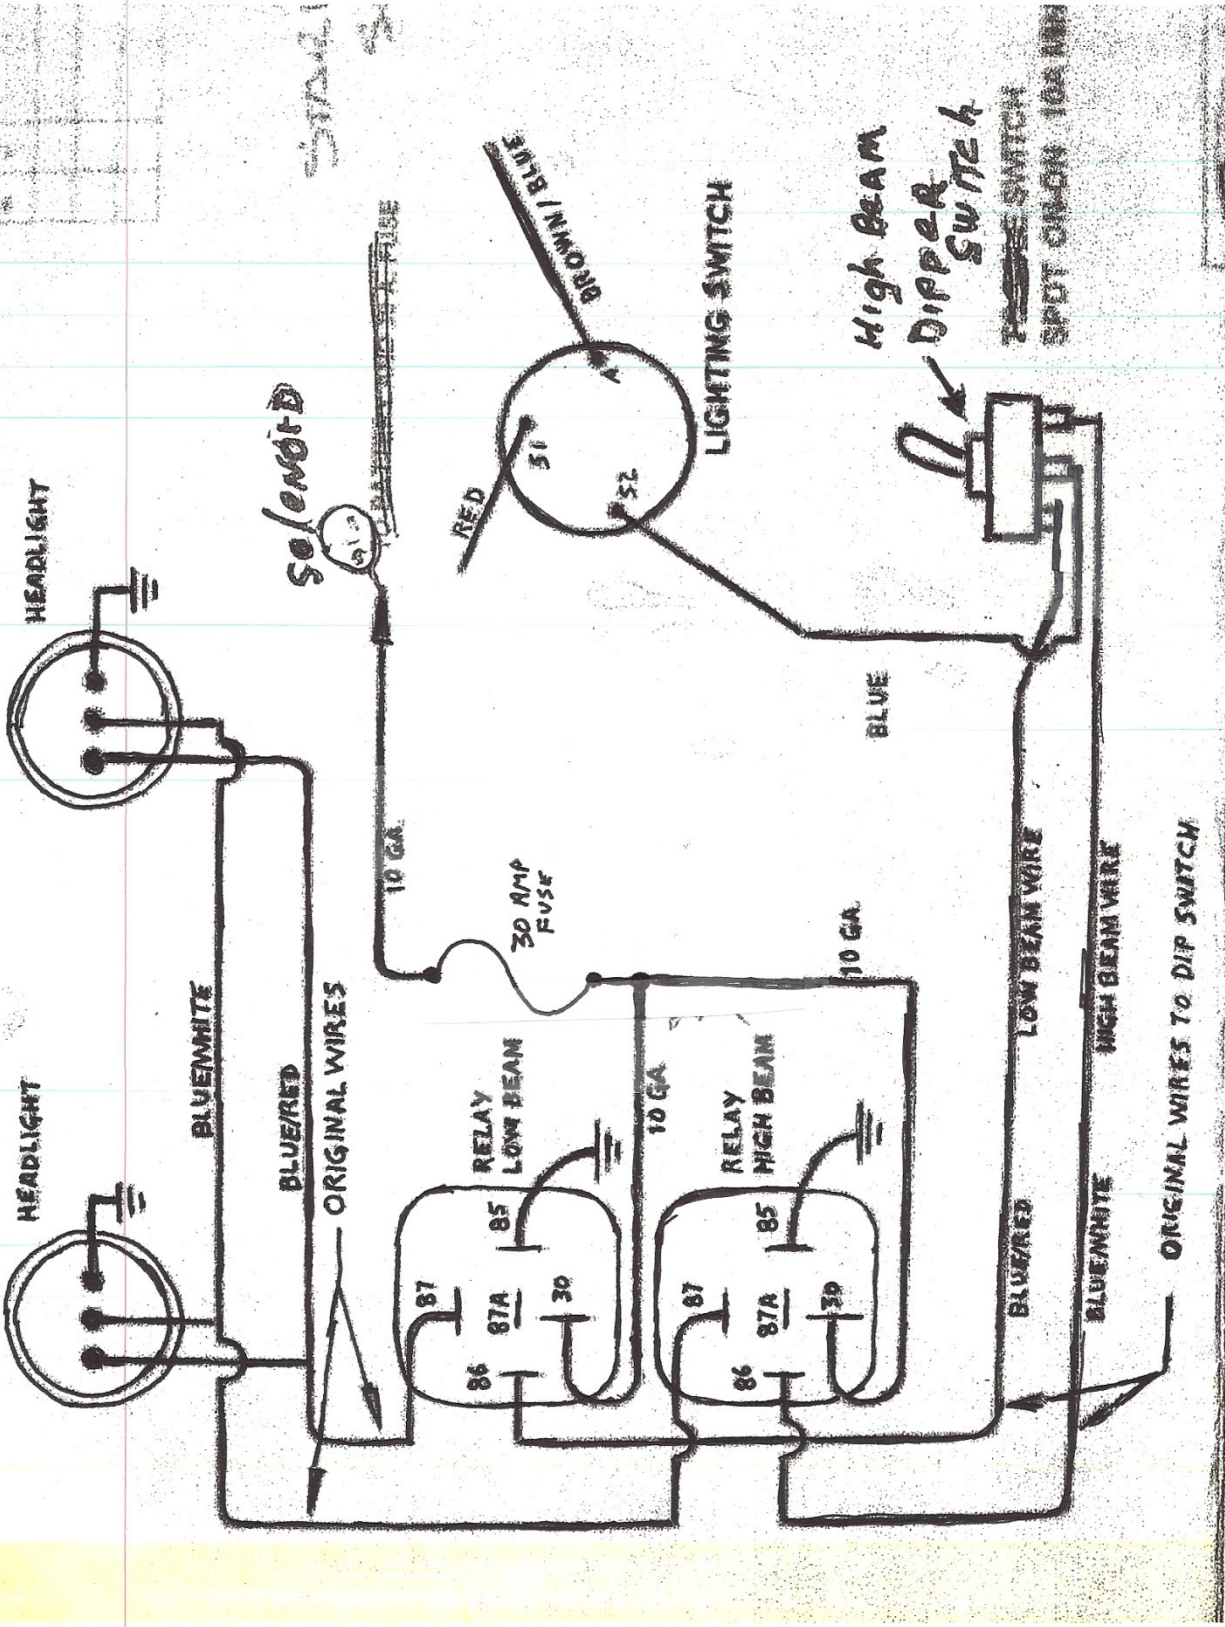 HEADLIGHT
HEADLIGHT
BLUE/WHITE
BLUE/RED
ORIGINAL WIRES
SOlENOID
FUSE
10 GA.
30 AMP
FUSE
RELAY
LOW BEAM
87
87A
86
85
30
10 GA
RELAY
HIGH BEAM
87
87A
86
85
30
10 GA.
RED
BROWN / BLUE
S1
S2
A
LIGHTING SWITCH
BLUE
HIgh BEAM
DIPPER
SWITCh
SWITCH
SPDT ON-ON 10A
BLUE/RED
LOW BEAM WIRE
BLUE/WHITE
HIGH BEAM WIRE
ORIGINAL WIRES TO DIP SWITCH